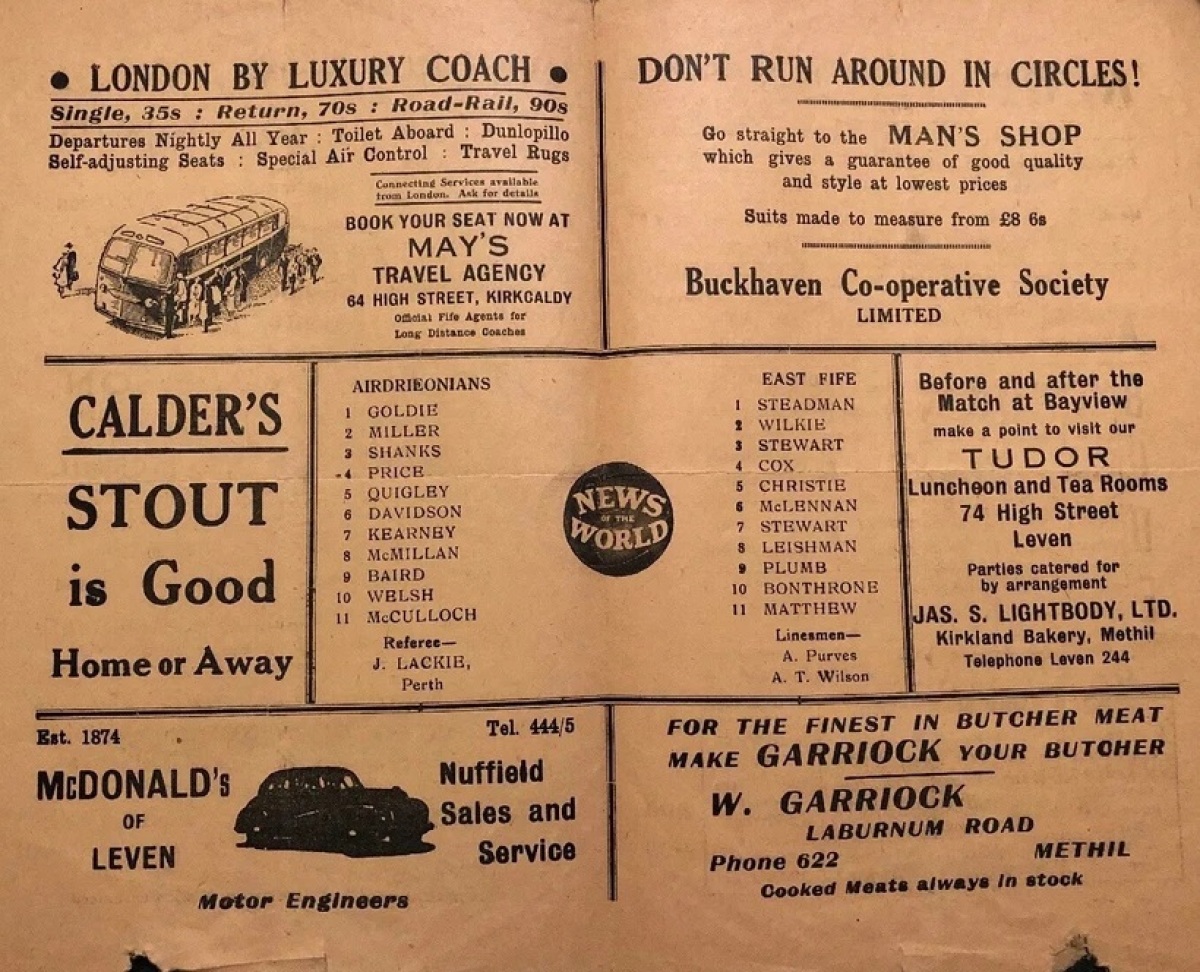 ● LONDON BY LUXURY COACH ●
Single, 35s : Return, 70s : Road-Rail, 90s
Departures Nightly All Year : Toilet Aboard : Dunlopillo
Self-adjusting Seats : Special Air Control : Travel Rugs
Connecting Services available
from London. Ask for details
BOOK YOUR SEAT NOW AT
MAY'S
TRAVEL AGENCY
64 HIGH STREET, KIRKCALDY
Official Fife Agents for
Long Distance Coaches
DON'T RUN AROUND IN CIRCLES!
Go straight to the MAN'S SHOP
which gives a guarantee of good quality
and style at lowest prices
Suits made to measure from £8 6s
Buckhaven Co-operative Society
LIMITED
CALDER'S
STOUT
is Good
Home or Away
AIRDRIEONIANS
1 GOLDIE
2 MILLER
3 SHANKS
4 PRICE
5 QUIGLEY
6 DAVIDSON
7 KEARNEY
8 McMILLAN
9 BAIRD
10 WELSH
11 McCULLOCH
Referee—
J. LACKIE,
Perth
NEWS
OF THE
WORLD
EAST FIFE
1 STEADMAN
2 WILKIE
3 STEWART
4 COX
5 CHRISTIE
6 McLENNAN
7 STEWART
8 LEISHMAN
9 PLUMB
10 BONTHRONE
11 MATTHEW
Linesmen—
A. Purves
A. T. Wilson
Before and after the
Match at Bayview
make a point to visit our
TUDOR
Luncheon and Tea Rooms
74 High Street
Leven
Parties catered for
by arrangement
JAS. S. LIGHTBODY, LTD.
Kirkland Bakery, Methil
Telephone Leven 244
Est. 1874
Tel. 444/5
McDONALD's
OF
LEVEN
Nuffield
Sales and
Service
Motor Engineers
FOR THE FINEST IN BUTCHER MEAT
MAKE GARRIOCK YOUR BUTCHER
W. GARRIOCK
LABURNUM ROAD
METHIL
Phone 622
Cooked Meats always in stock